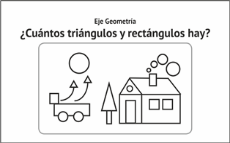 Eje Geometría
¿Cuántos triángulos y rectángulos hay?